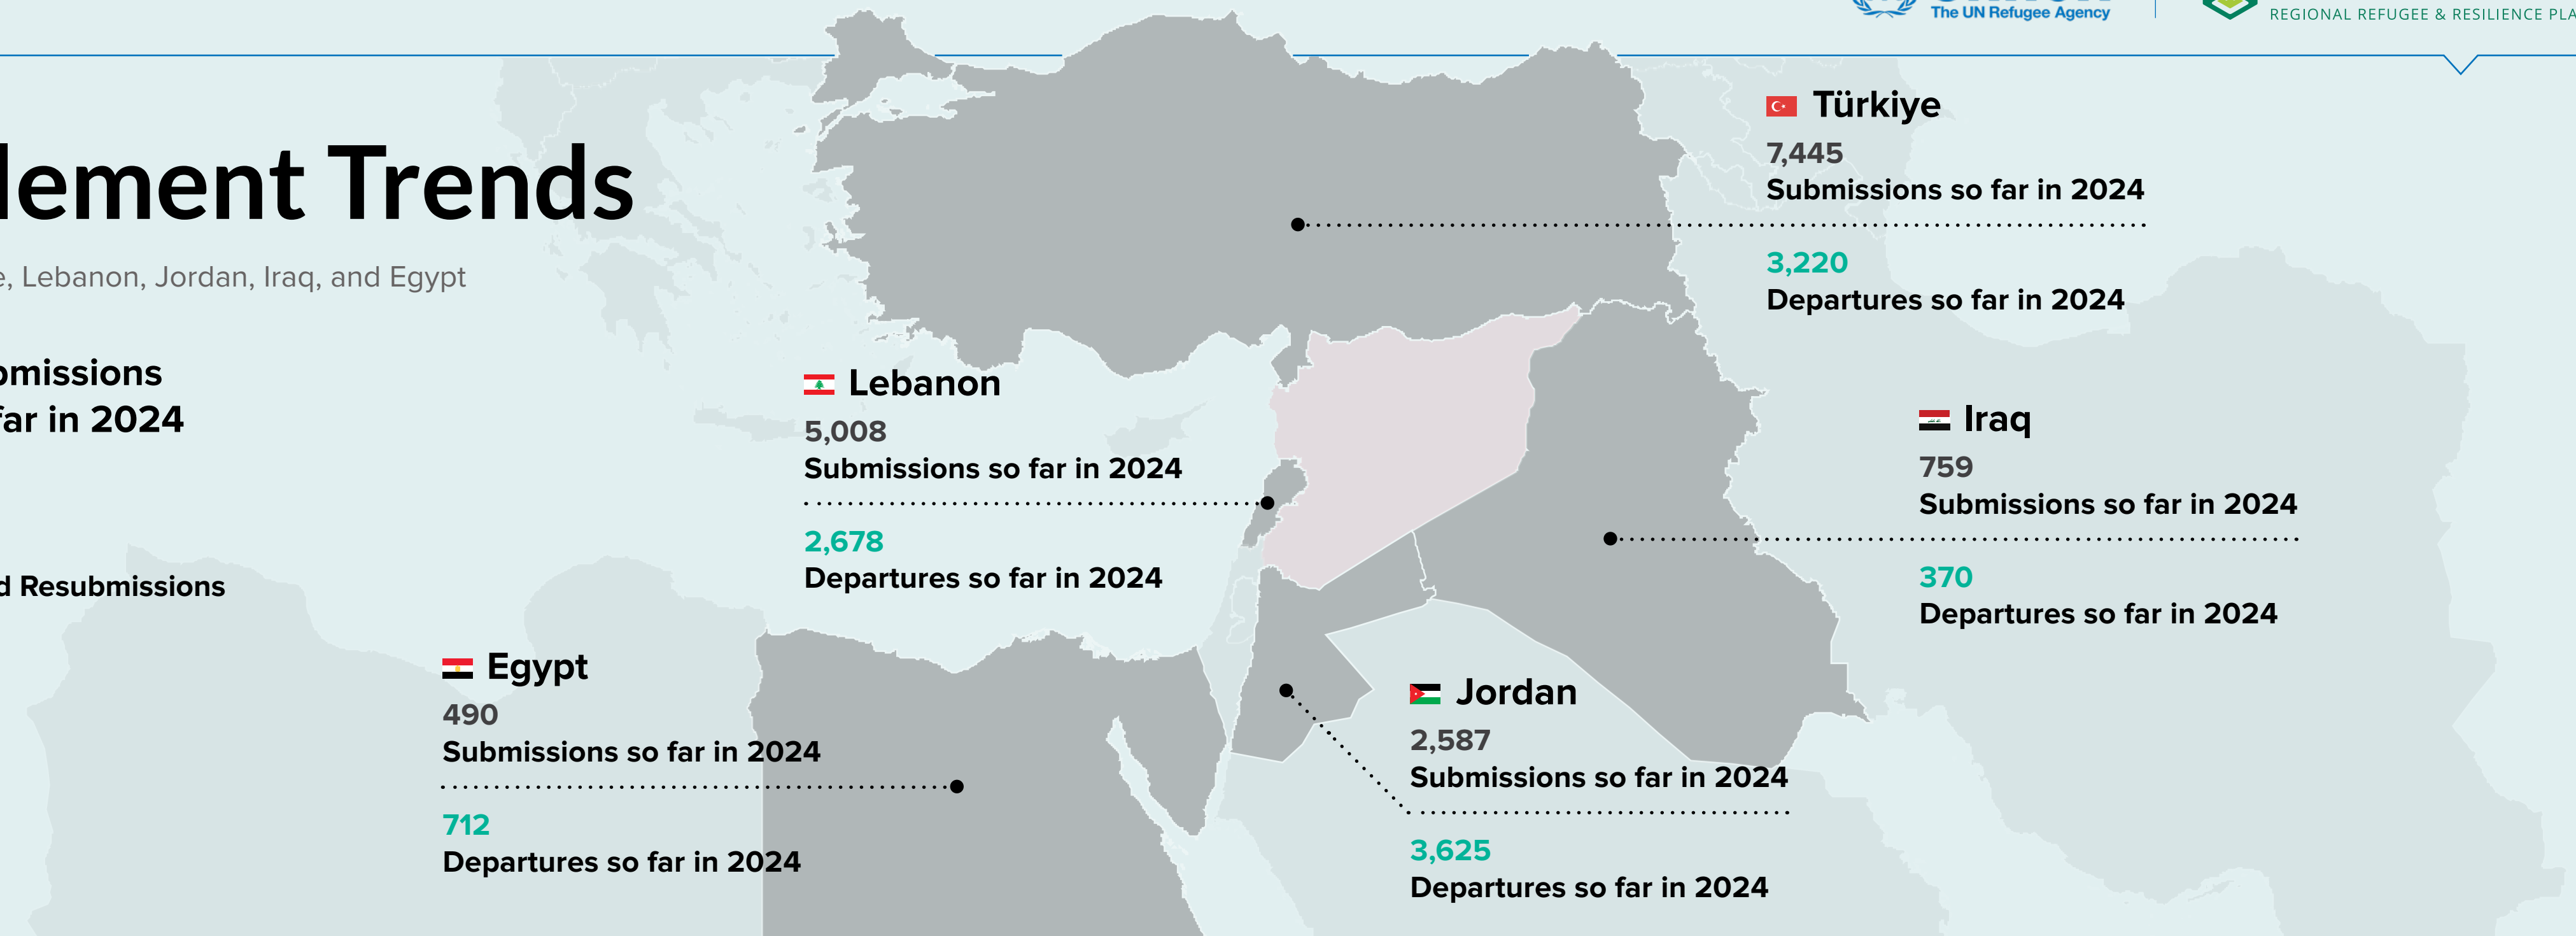 The UN Refugee Agency
REGIONAL REFUGEE & RESILIENCE
Trends
Lebanon, Jordan, Iraq, and Egypt
far in 2024
Resubmissions
Türkiye
7,445
Submissions so far in 2024
3,220
Departures so far in 2024
Lebanon
5,008
Submissions so far in 2024
2,678
Departures so far in 2024
Iraq
759
Submissions so far in 2024
370
Departures so far in 2024
Egypt
490
Submissions so far in 2024
712
Departures so far in 2024
Jordan
2,587
Submissions so far in 2024
3,625
Departures so far in 2024